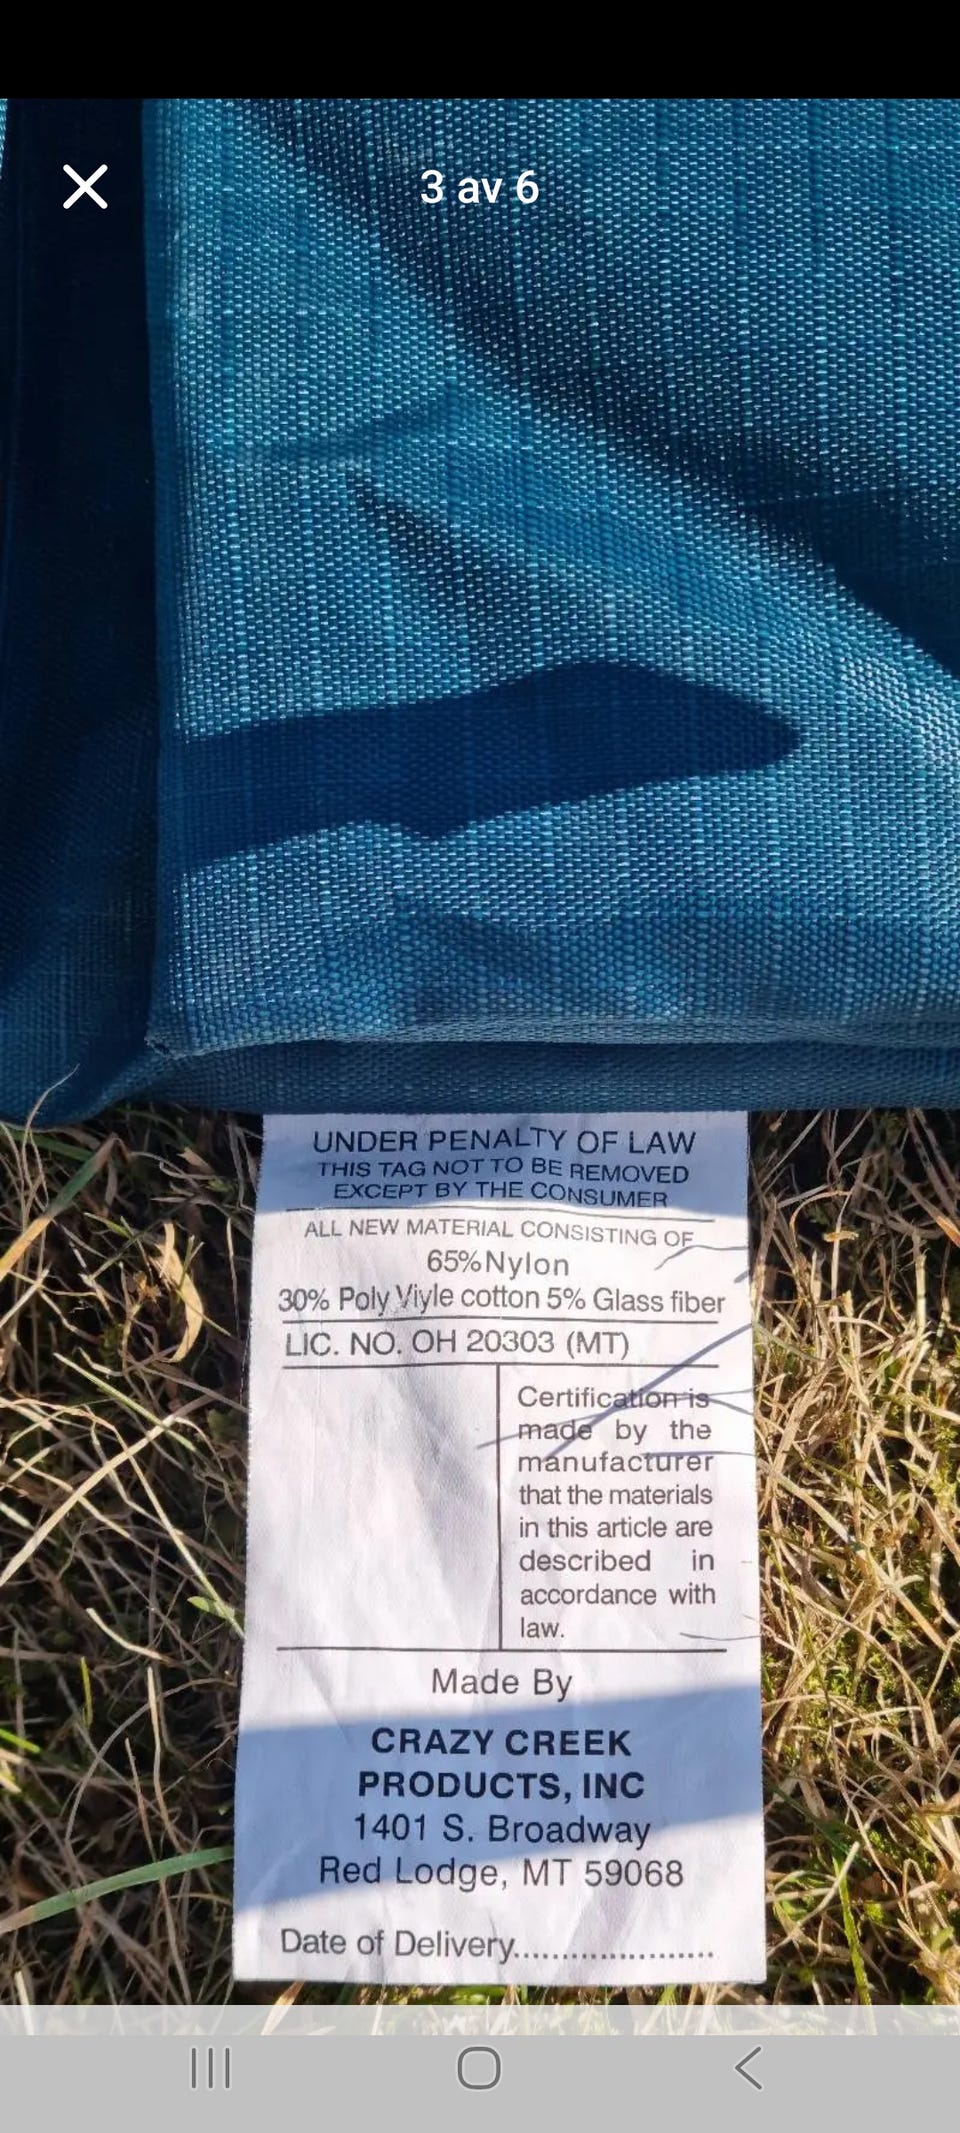 3 av 6
UNDER PENALTY OF LAW
THIS TAG NOT TO BE REMOVED
EXCEPT BY THE CONSUMER
ALL NEW MATERIAL CONSISTING OF
65%Nylon
30% Poly Viyle cotton 5% Glass fiber
LIC. NO. OH 20303 (MT)
Certification is
made by the
manufacturer
that the materials
in this article are
described in
accordance with
law.
Made By
CRAZY CREEK
PRODUCTS, INC
1401 S. Broadway
Red Lodge, MT 59068
Date of Delivery.....................